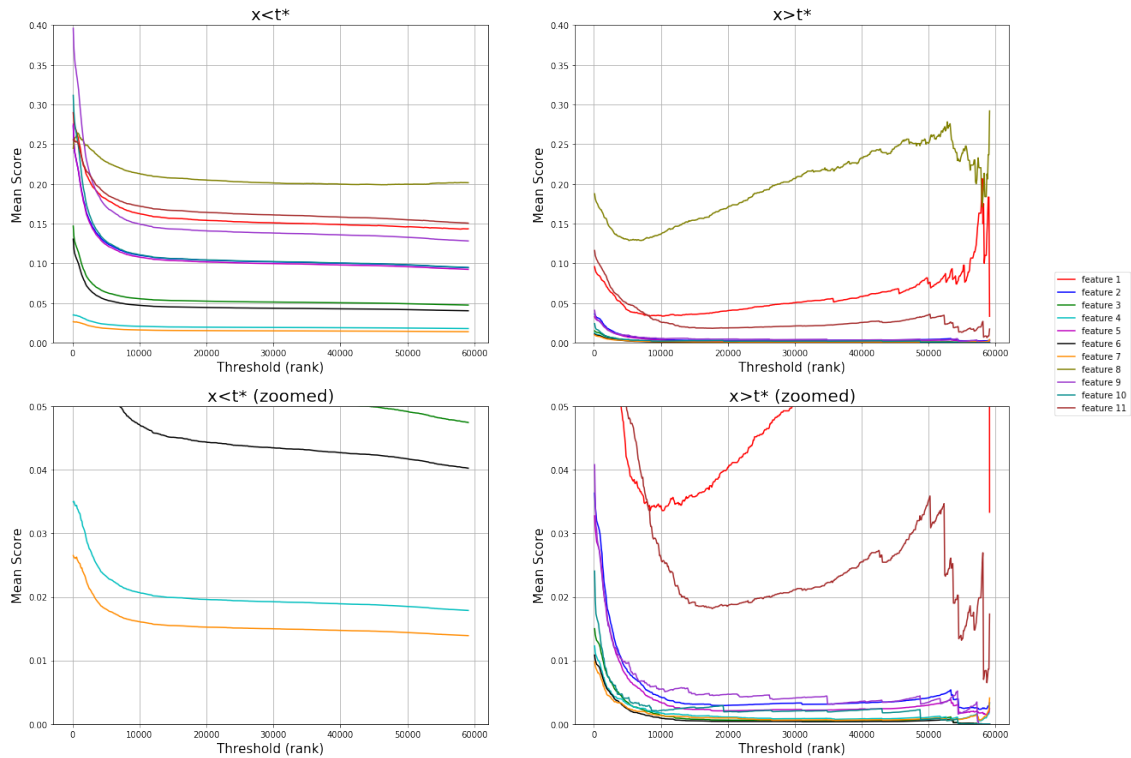 x<t*
0.40
0.35
0.30
0.25
0.20
0.15
0.10
0.05
0.00
Mean Score
0 10000 20000 30000 40000 50000 60000
Threshold (rank)
x>t*
0.40
0.35
0.30
0.25
0.20
0.15
0.10
0.05
0.00
Mean Score
0 10000 20000 30000 40000 50000 60000
Threshold (rank)
feature 1
feature 2
feature 3
feature 4
feature 5
feature 6
feature 7
feature 8
feature 9
feature 10
feature 11
x<t* (zoomed)
0.05
0.04
0.03
0.02
0.01
0.00
Mean Score
0 10000 20000 30000 40000 50000 60000
Threshold (rank)
x>t* (zoomed)
0.05
0.04
0.03
0.02
0.01
0.00
Mean Score
0 10000 20000 30000 40000 50000 60000
Threshold (rank)